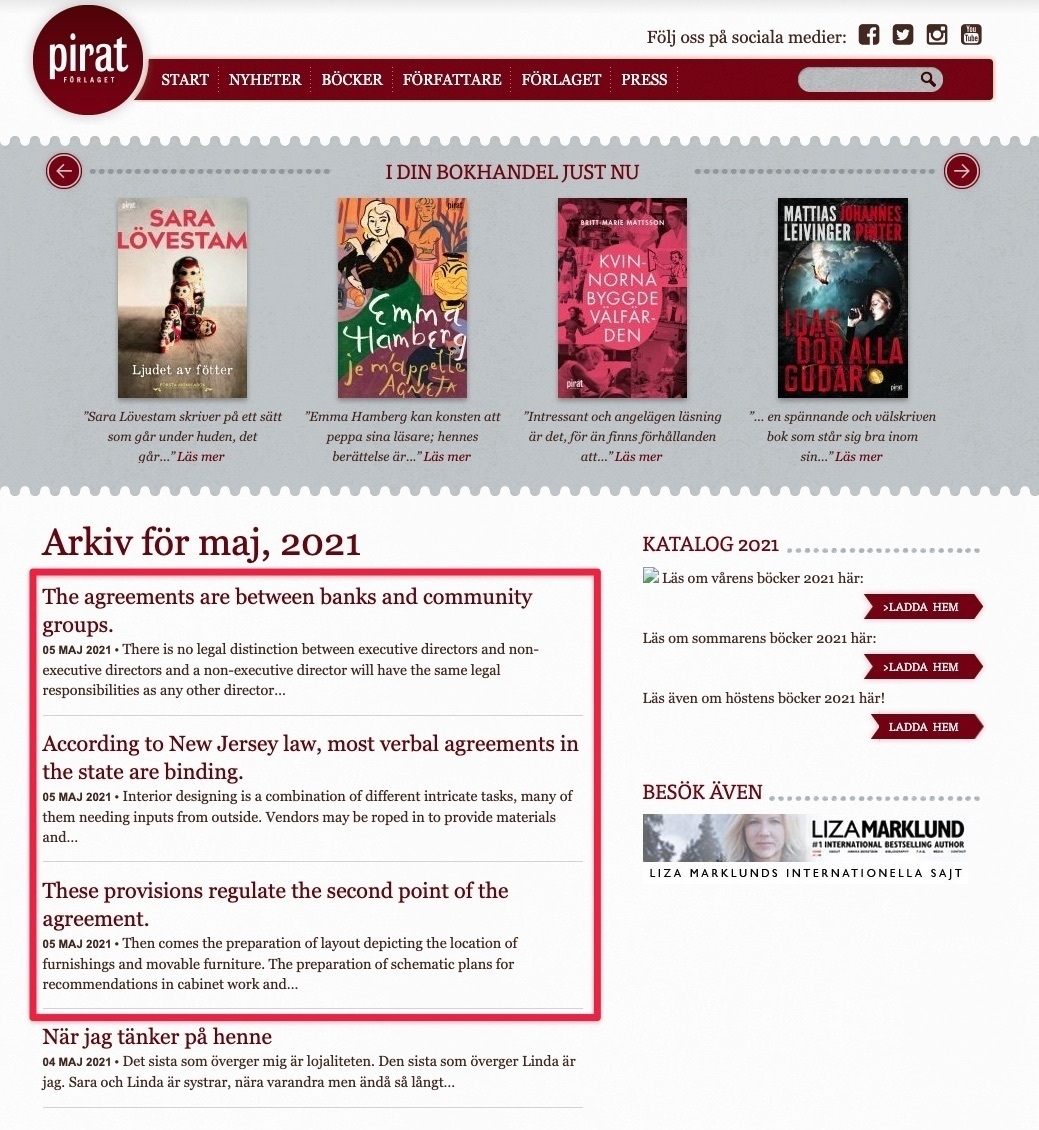 pirat
FÖRLAGET
Följ oss på sociala medier:
You
Tube
START NYHETER BÖCKER FÖRFATTARE FÖRLAGET PRESS
I DIN BOKHANDEL JUST NU
pirat
SARA
LÖVESTAM
Ljudet av fötter
pirat
Emma
Hamberg
je m'appelle
AGNETA
BRITT-MARIE MATTSSON
KVIN-
NORNA
BYGGDE
VÄLFÄR-
DEN
pirat
MATTIAS JOHANNES
LEIVINGER PINTER
IDAG
DÖR ALLA
GUDAR
pirat
"Sara Lövestam skriver på ett sätt
som går under huden, det
går..." Läs mer
"Emma Hamberg kan konsten att
peppa sina läsare; hennes
berättelse är..." Läs mer
"Intressant och angelägen läsning
är det, för än finns förhållanden
att..." Läs mer
"... en spännande och välskriven
bok som står sig bra inom
sin..." Läs mer
Arkiv för maj, 2021
The agreements are between banks and community
groups.
05 MAJ 2021 • There is no legal distinction between executive directors and non-
executive directors and a non-executive director will have the same legal
responsibilities as any other director...
According to New Jersey law, most verbal agreements in
the state are binding.
05 MAJ 2021 • Interior designing is a combination of different intricate tasks, many of
them needing inputs from outside. Vendors may be roped in to provide materials
and...
These provisions regulate the second point of the
agreement.
05 MAJ 2021 • Then comes the preparation of layout depicting the location of
furnishings and movable furniture. The preparation of schematic plans for
recommendations in cabinet work and...
När jag tänker på henne
04 MAJ 2021 • Det sista som överger mig är lojaliteten. Den sista som överger Linda är
jag. Sara och Linda är systrar, nära varandra men ändå så långt...
KATALOG 2021
Läs om vårens böcker 2021 här:
>LADDA HEM
Läs om sommarens böcker 2021 här:
>LADDA HEM
Läs även om höstens böcker 2021 här!
LADDA HEM
BESÖK ÄVEN
LIZA MARKLUND
#1 INTERNATIONAL BESTSELLING AUTHOR
LIZA MARKLUNDS INTERNATIONELLA SAJT